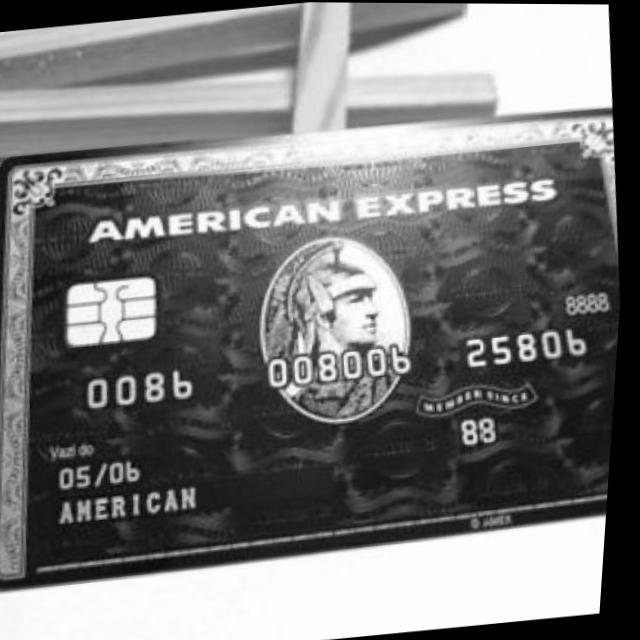 AMERICAN EXPRESS
8888
0086 008006 25806
MEMBER SINCE
88
Vazi do
05/06
AMERICAN
© AMEX